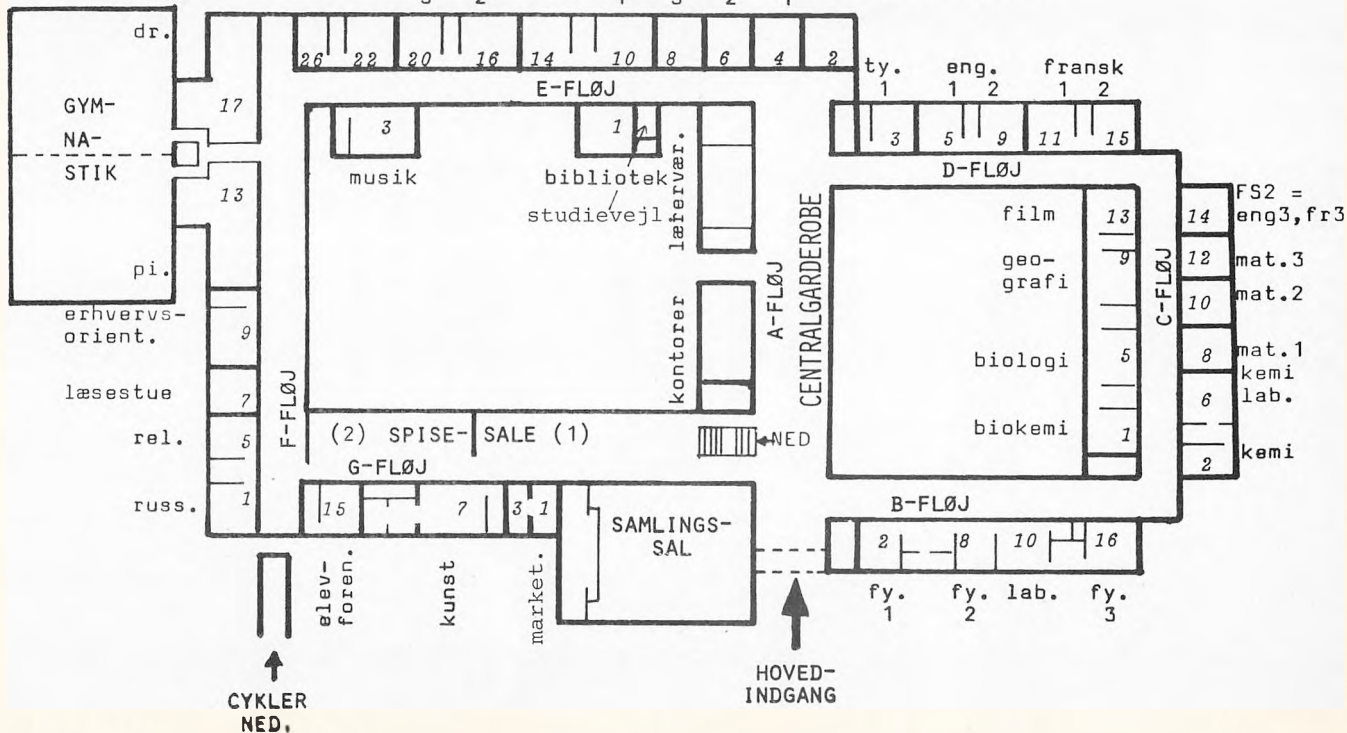 dr.
GYM-
NA-
STIK
pi.
17
13
26 22 20 16 14 10 8 6 4 2
E-FLØJ
3
musik
1
bibliotek
studievejl
lærervær.
kontorer
A-FLØJ
CENTRALGARDEROBE
NED
ty.
1
eng.
1 2
fransk
1 2
3 5 9 11 15
D-FLØJ
film 13
geo-
grafi
9
biologi 5
biokemi 1
C-FLØJ
14 FS2 =
eng3,fr3
12 mat.3
10 mat.2
8 mat.1
6 kemi
lab.
2 kemi
erhvervs-
orient.
9
læsestue 7
rel. 5
russ. 1
F-FLØJ
(2) SPISE- SALE (1)
G-FLØJ
15 7 3 1
elev-
foren.
kunst
market.
SAMLINGS-
SAL
B-FLØJ
2 8 10 16
fy.
1
fy.
2
lab.
fy.
3
HOVED-
INDGANG
CYKLER
NED.